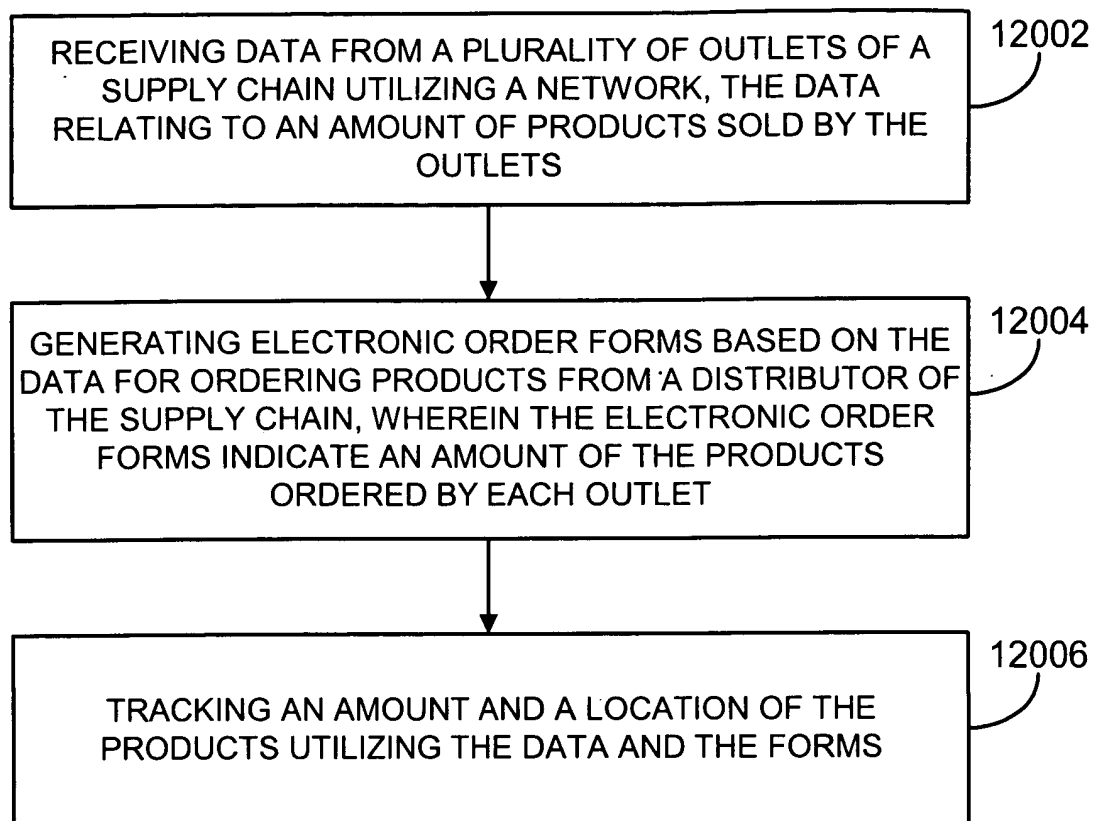 RECEIVING DATA FROM A PLURALITY OF OUTLETS OF A
SUPPLY CHAIN UTILIZING A NETWORK, THE DATA
RELATING TO AN AMOUNT OF PRODUCTS SOLD BY THE
OUTLETS
12002
GENERATING ELECTRONIC ORDER FORMS BASED ON THE
DATA FOR ORDERING PRODUCTS FROM A DISTRIBUTOR OF
THE SUPPLY CHAIN, WHEREIN THE ELECTRONIC ORDER
FORMS INDICATE AN AMOUNT OF THE PRODUCTS
ORDERED BY EACH OUTLET
12004
TRACKING AN AMOUNT AND A LOCATION OF THE
PRODUCTS UTILIZING THE DATA AND THE FORMS
12006